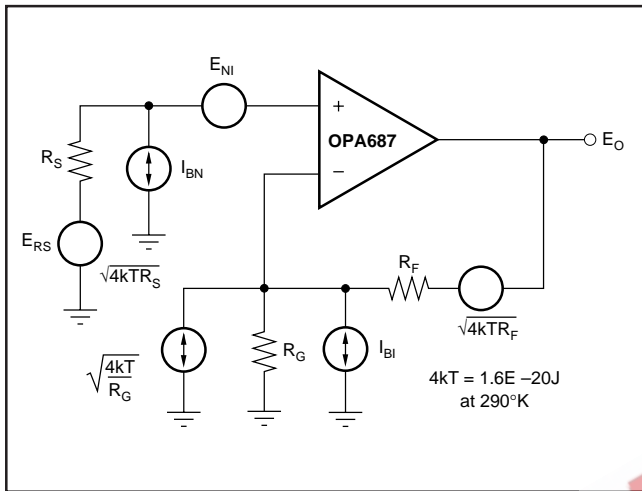 E_NI
+
OPA687
−
E_O
R_S
I_BN
E_RS
√4kTR_S
R_F
√4kTR_F
√4kT/R_G
R_G
I_BI
4kT = 1.6E –20J
at 290°K